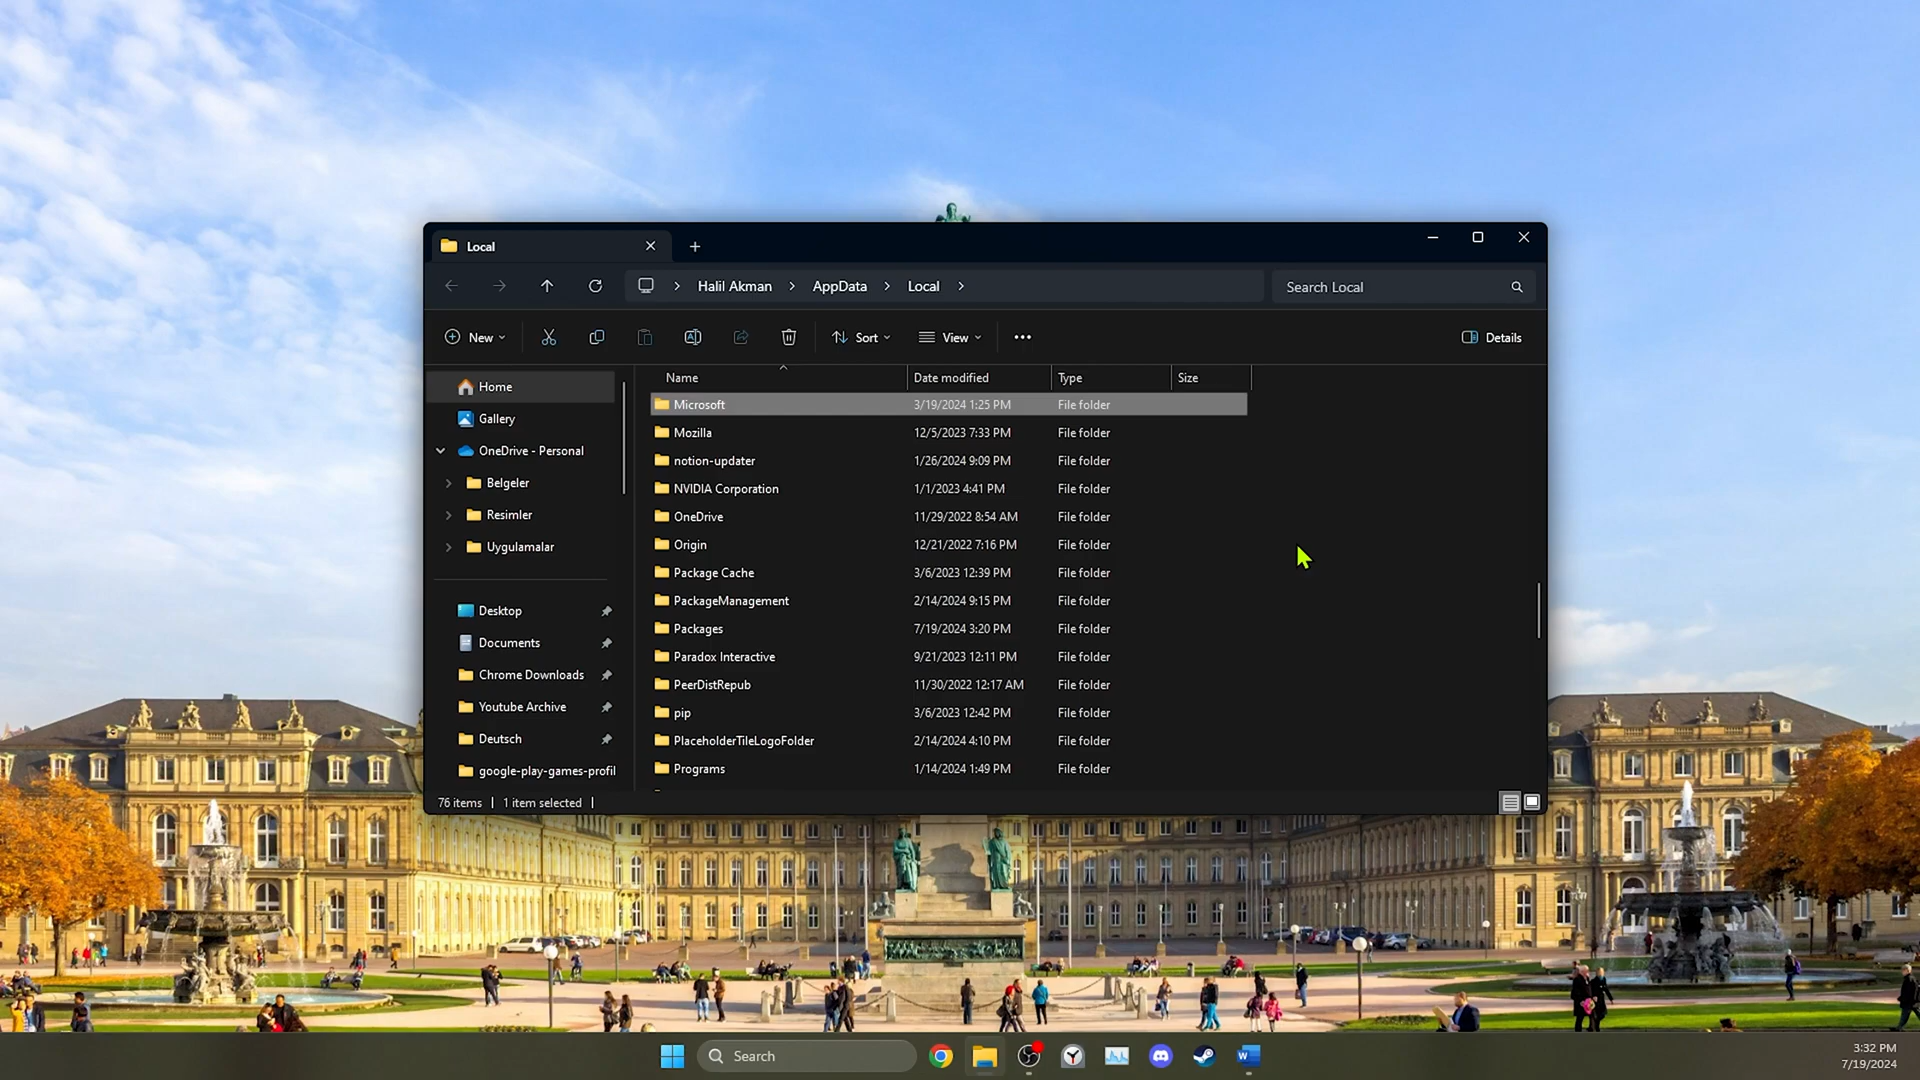 Local
Halil Akman > AppData > Local >
Search Local
New
Sort
View
Details
Home
Gallery
OneDrive - Personal
Belgeler
Resimler
Uygulamalar
Desktop
Documents
Chrome Downloads
Youtube Archive
Deutsch
google-play-games-profil
Name Date modified Type Size
Microsoft 3/19/2024 1:25 PM File folder
Mozilla 12/5/2023 7:33 PM File folder
notion-updater 1/26/2024 9:09 PM File folder
NVIDIA Corporation 1/1/2023 4:41 PM File folder
OneDrive 11/29/2022 8:54 AM File folder
Origin 12/21/2022 7:16 PM File folder
Package Cache 3/6/2023 12:39 PM File folder
PackageManagement 2/14/2024 9:15 PM File folder
Packages 7/19/2024 3:20 PM File folder
Paradox Interactive 9/21/2023 12:11 PM File folder
PeerDistRepub 11/30/2022 12:17 AM File folder
pip 3/6/2023 12:42 PM File folder
PlaceholderTileLogoFolder 2/14/2024 4:10 PM File folder
Programs 1/14/2024 1:49 PM File folder
76 items | 1 item selected |
Search
3:32 PM
7/19/2024